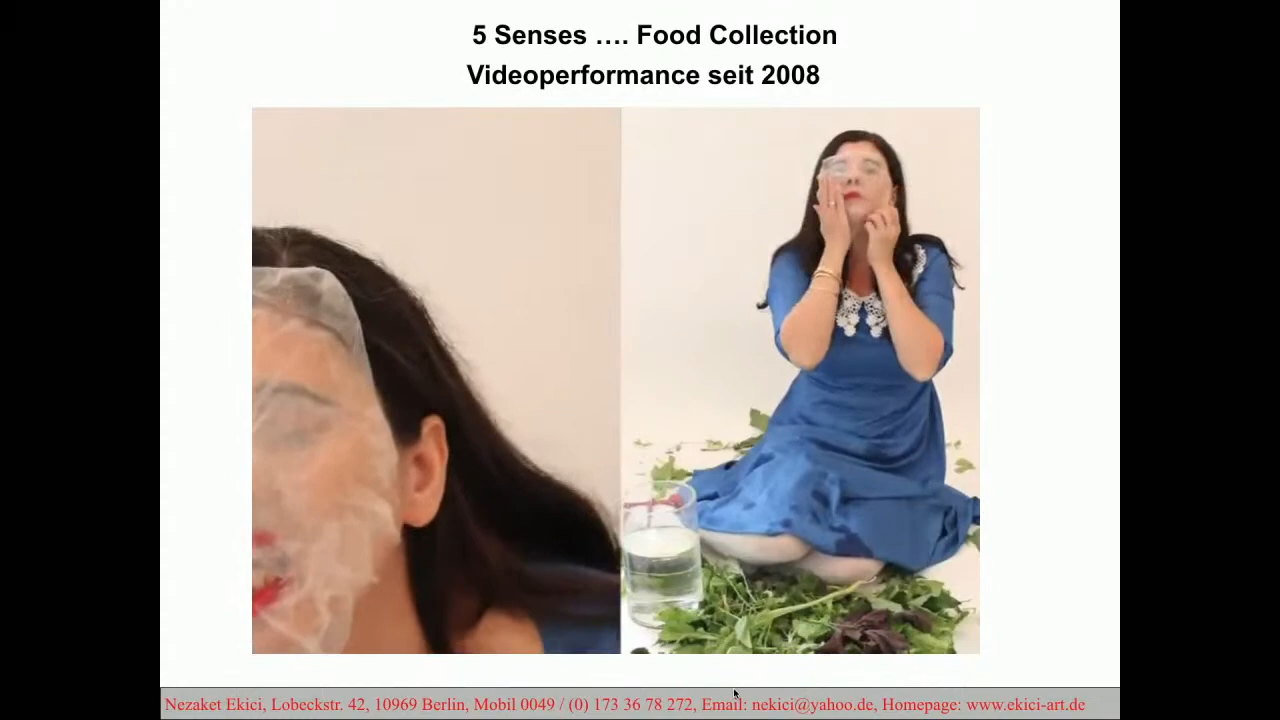 5 Senses …. Food Collection
Videoperformance seit 2008
Nezaket Ekici, Lobeckstr. 42, 10969 Berlin, Mobil 0049 / (0) 173 36 78 272, Email: nekici@yahoo.de, Homepage: www.ekici-art.de